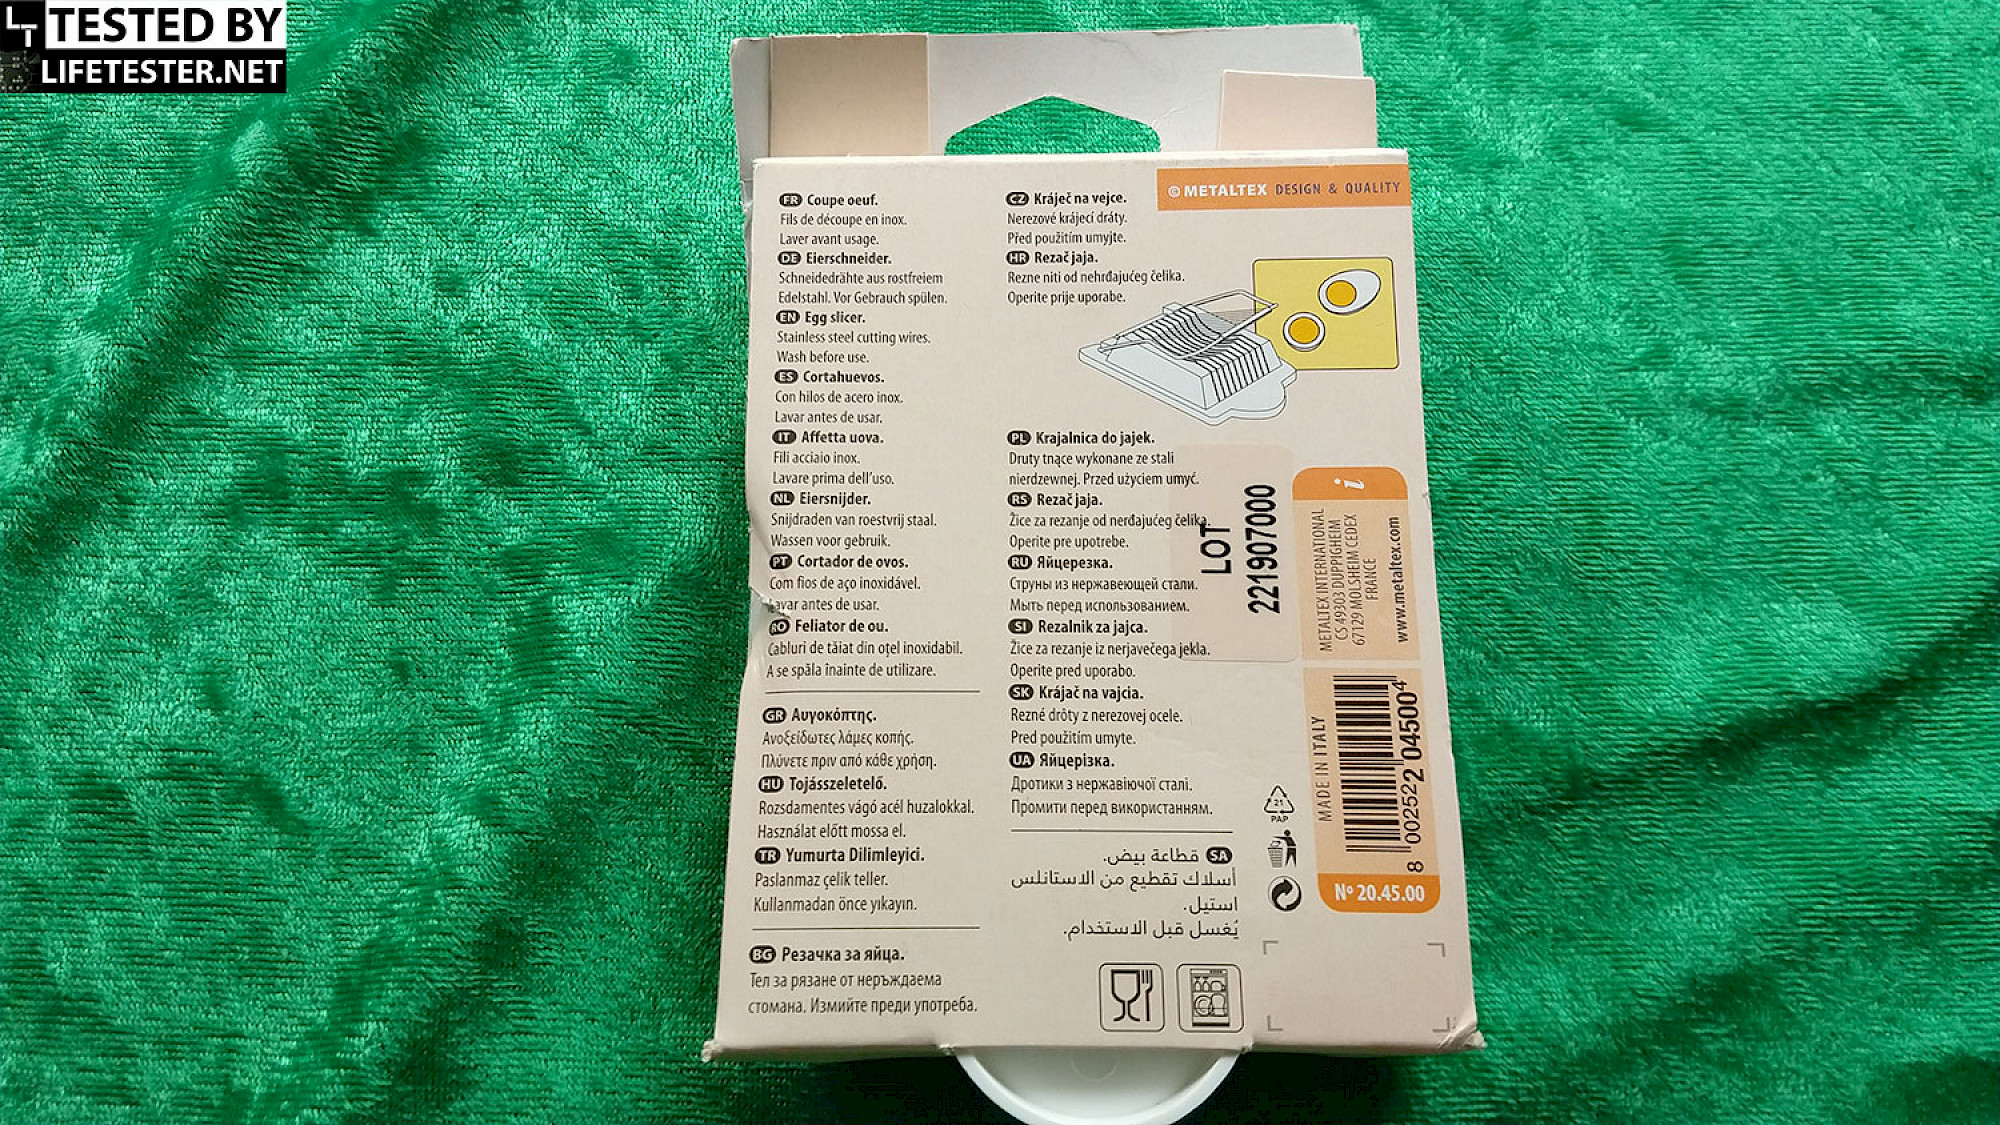 LT TESTED BY
LIFETESTER.NET
© METALTEX DESIGN & QUALITY
FR Coupe oeuf.
Fils de découpe en inox.
Laver avant usage.
DE Eierschneider.
Schneidedrähte aus rostfreiem
Edelstahl. Vor Gebrauch spülen.
EN Egg slicer.
Stainless steel cutting wires.
Wash before use.
ES Cortahuevos.
Con hilos de acero inox.
Lavar antes de usar.
IT Affetta uova.
Fili acciaio inox.
Lavare prima dell'uso.
NL Eiersnijder.
Snijdraden van roestvrij staal.
Wassen voor gebruik.
PT Cortador de ovos.
Com fios de aço inoxidável.
Lavar antes de usar.
RO Feliator de ou.
Cabluri de tăiat din oțel inoxidabil.
A se spăla înainte de utilizare.
GR Αυγοκόπτης.
Ανοξείδωτες λάμες κοπής.
Πλύνετε πριν από κάθε χρήση.
HU Tojásszeletelő.
Rozsdamentes vágó acél huzalokkal.
Használat előtt mossa el.
TR Yumurta Dilimleyici.
Paslanmaz çelik teller.
Kullanmadan önce yıkayın.
BG Резачка за яйца.
Тел за рязане от неръждаема
стомана. Измийте преди употреба.
CZ Kráječ na vejce.
Nerezové krájecí dráty.
Před použitím umyjte.
HR Rezač jaja.
Rezne niti od nehrđajućeg čelika.
Operite prije uporabe.
PL Krajalnica do jajek.
Druty tnące wykonane ze stali
nierdzewnej. Przed użyciem umyć.
RS Rezač jaja.
Žice za rezanje od nerđajućeg čelika.
Operite pre upotrebe.
RU Яйцерезка.
Струны из нержавеющей стали.
Мыть перед использованием.
SI Rezalnik za jajca.
Žice za rezanje iz nerjavečega jekla.
Operite pred uporabo.
SK Krájač na vajcia.
Rezné drôty z nerezovej ocele.
Pred použitím umyte.
UA Яйцерізка.
Дротики з нержавіючої сталі.
Промити перед використанням.
SA قطاعة بيض.
أسلاك تقطيع من الاستانلس
استيل.
يُغسل قبل الاستخدام.
LOT
221907000
i
METALTEX INTERNATIONAL
CS 49303 DUPPIGHEIM
67129 MOLSHEIM CEDEX
FRANCE
www.metaltex.com
MADE IN ITALY
8 002522 045004
Nº 20.45.00
21
PAP